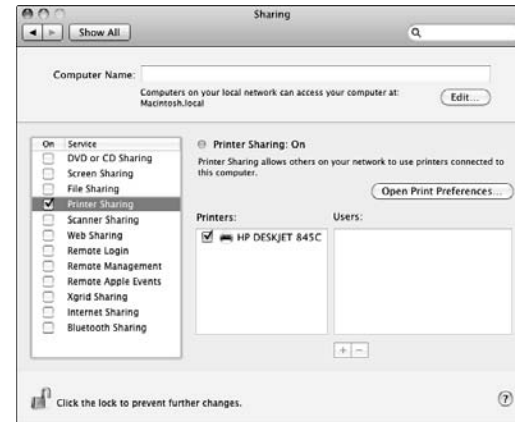 Sharing
Show All
Computer Name:
Computers on your local network can access your computer at:
Macintosh.local
Edit...
On Service
DVD or CD Sharing
Screen Sharing
File Sharing
Printer Sharing
Scanner Sharing
Web Sharing
Remote Login
Remote Management
Remote Apple Events
Xgrid Sharing
Internet Sharing
Bluetooth Sharing
Printer Sharing: On
Printer Sharing allows others on your network to use printers connected to
this computer.
Open Print Preferences...
Printers:
Users:
HP DESKJET 845C
+ −
Click the lock to prevent further changes.
?